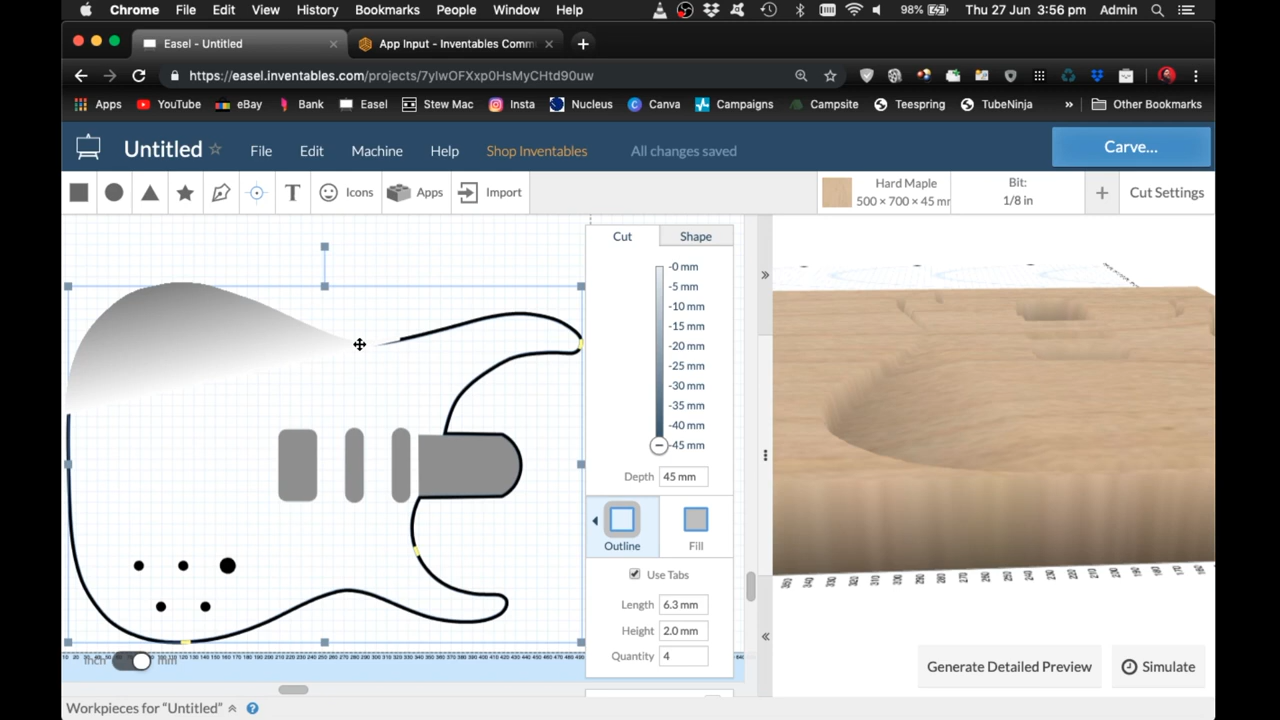 Chrome File Edit View History Bookmarks People Window Help 98% Thu 27 Jun 3:56 pm Admin
Easel - Untitled
App Input - Inventables Comm
https://easel.inventables.com/projects/7ylwOFXxp0HsMyCHtd90uw
Apps YouTube eBay Bank Easel Stew Mac Insta Nucleus Canva Campaigns Campsite Teespring TubeNinja » Other Bookmarks
Untitled File Edit Machine Help Shop Inventables All changes saved Carve...
T Icons Apps Import
Hard Maple
500 × 700 × 45 mm
Bit:
1/8 in
Cut Settings
Cut Shape
-0 mm
-5 mm
-10 mm
-15 mm
-20 mm
-25 mm
-30 mm
-35 mm
-40 mm
-45 mm
Depth 45 mm
Outline Fill
Use Tabs
Length 6.3 mm
Height 2.0 mm
Quantity 4
inch mm
Generate Detailed Preview
Simulate
Workpieces for “Untitled”